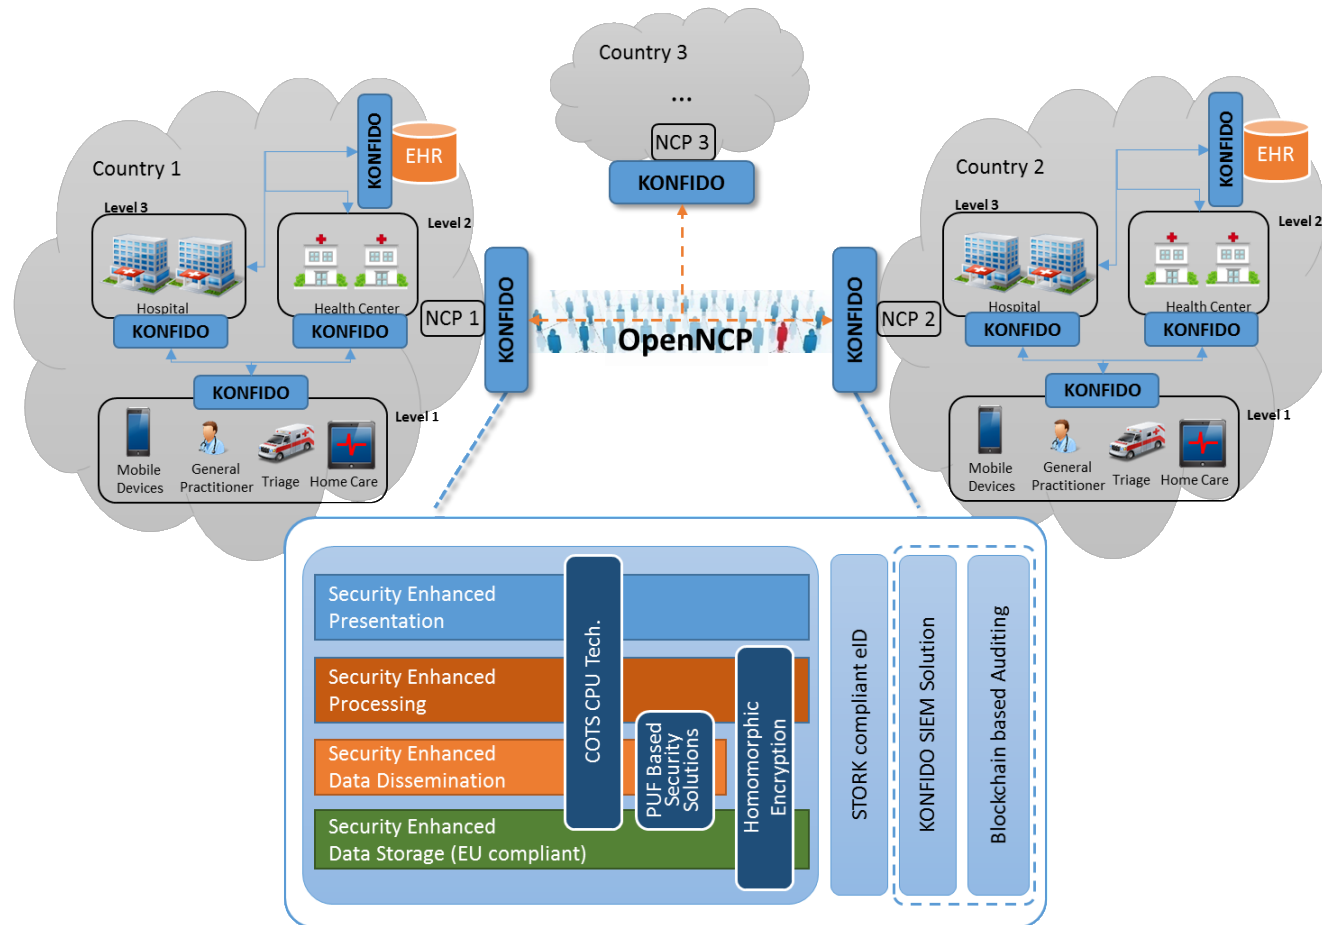 Country 3
...
NCP 3
KONFIDO
Country 1
KONFIDO
EHR
Level 3
Level 2
Hospital
Health Center
KONFIDO
KONFIDO
NCP 1
KONFIDO
KONFIDO
Level 1
Mobile
Devices
General
Practitioner
Triage
Home Care
OpenNCP
Country 2
KONFIDO
EHR
Level 3
Level 2
Hospital
Health Center
KONFIDO
KONFIDO
KONFIDO
NCP 2
KONFIDO
Level 1
Mobile
Devices
General
Practitioner
Triage
Home Care
Security Enhanced
Presentation
Security Enhanced
Processing
Security Enhanced
Data Dissemination
Security Enhanced
Data Storage (EU compliant)
COTS CPU Tech.
PUF Based
Security
Solutions
Homomorphic
Encryption
STORK compliant eID
KONFIDO SIEM Solution
Blockchain based Auditing